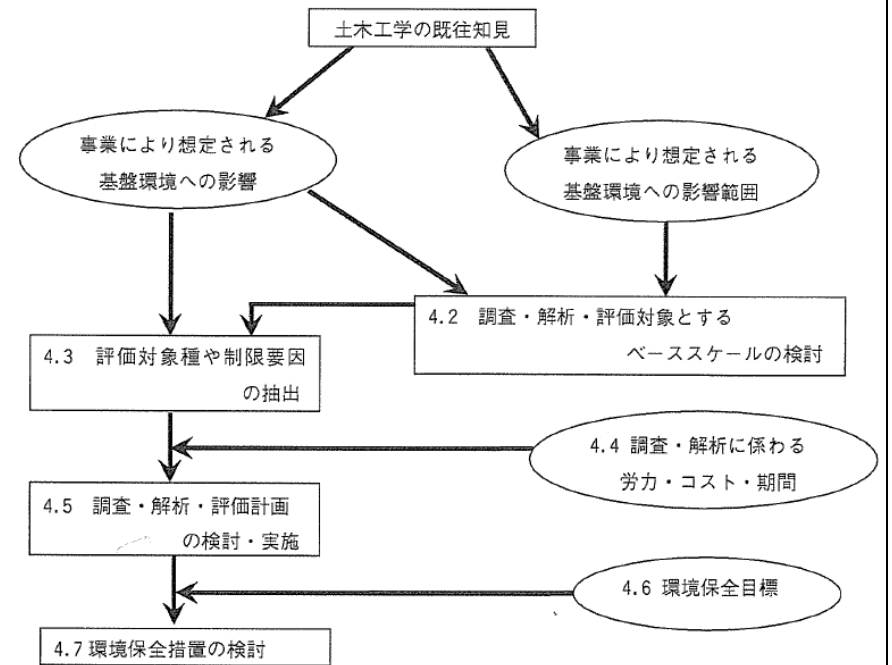 土木工学の既往知見
事業により想定される
基盤環境への影響
事業により想定される
基盤環境への影響範囲
4.2 調査・解析・評価対象とする
ベーススケールの検討
4.3 評価対象種や制限要因
の抽出
4.4 調査・解析に係わる
労力・コスト・期間
4.5 調査・解析・評価計画
の検討・実施
4.6 環境保全目標
4.7 環境保全措置の検討